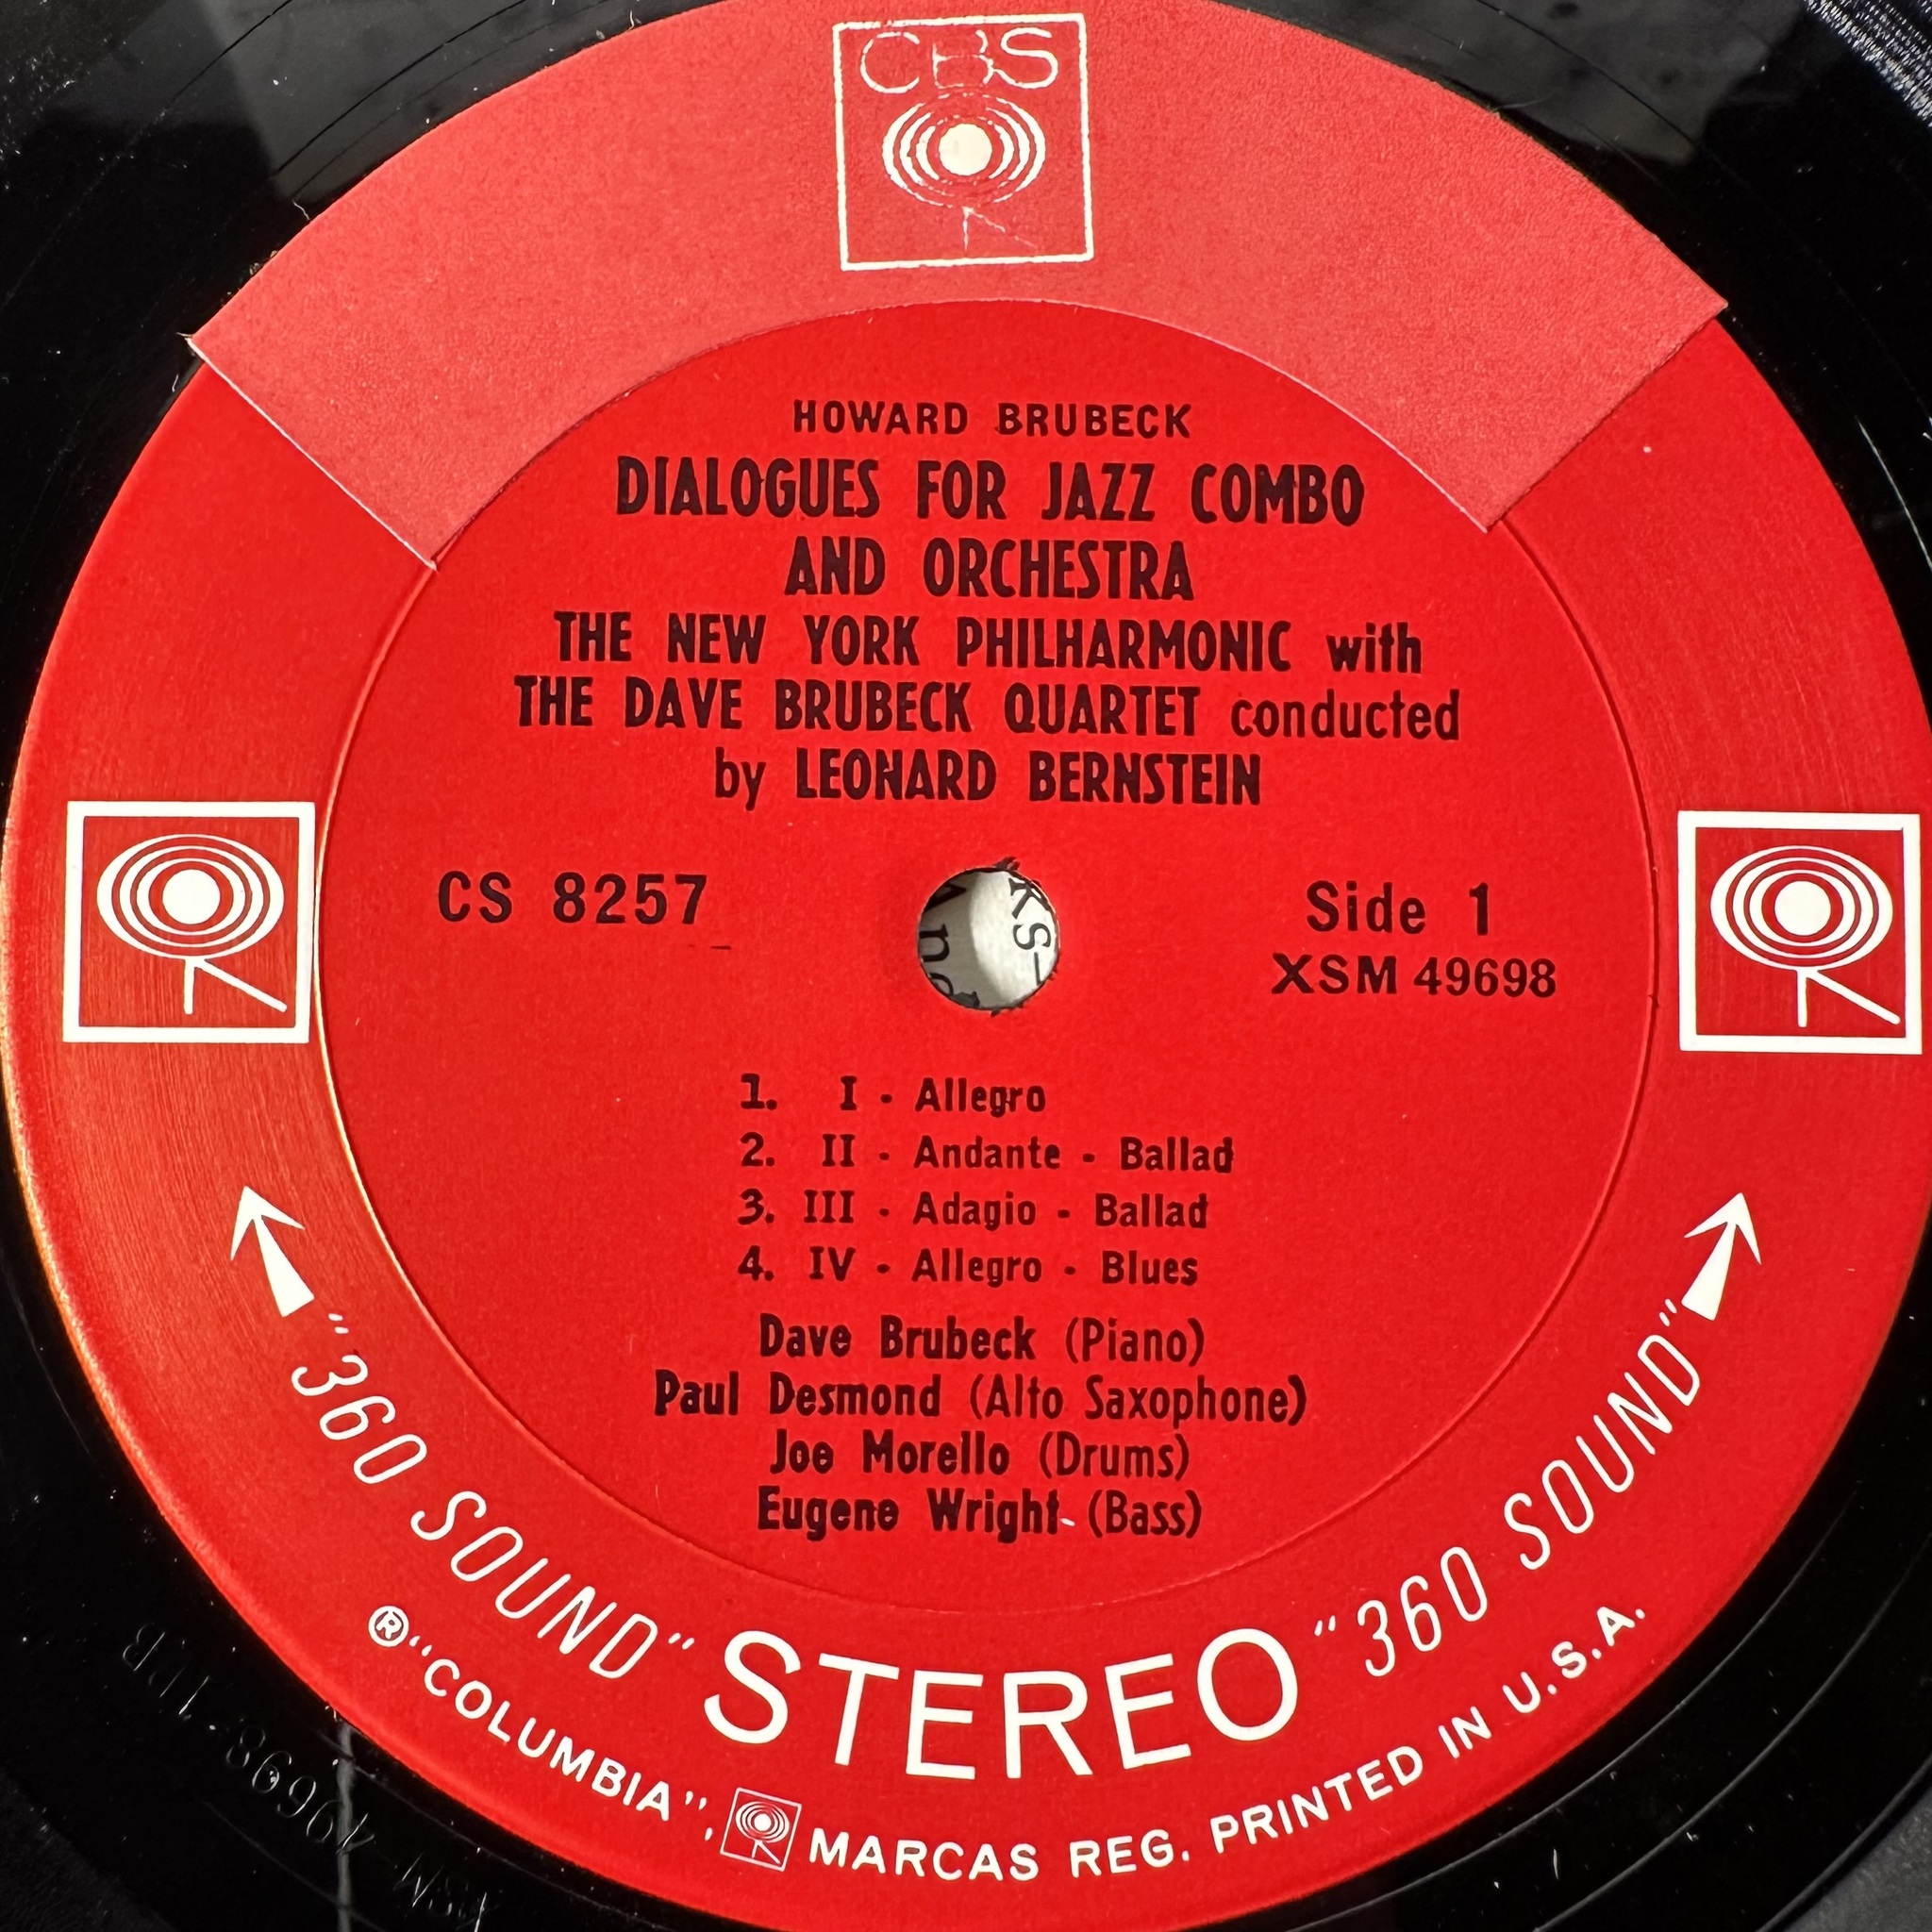 CBS
HOWARD BRUBECK
DIALOGUES FOR JAZZ COMBO
AND ORCHESTRA
THE NEW YORK PHILHARMONIC with
THE DAVE BRUBECK QUARTET conducted
by LEONARD BERNSTEIN
CS 8257
Side 1
XSM 49698
1. I - Allegro
2. II - Andante - Ballad
3. III - Adagio - Ballad
4. IV - Allegro - Blues
Dave Brubeck (Piano)
Paul Desmond (Alto Saxophone)
Joe Morello (Drums)
Eugene Wright (Bass)
"360 SOUND" STEREO "360 SOUND"
® "COLUMBIA", MARCAS REG. PRINTED IN U.S.A.